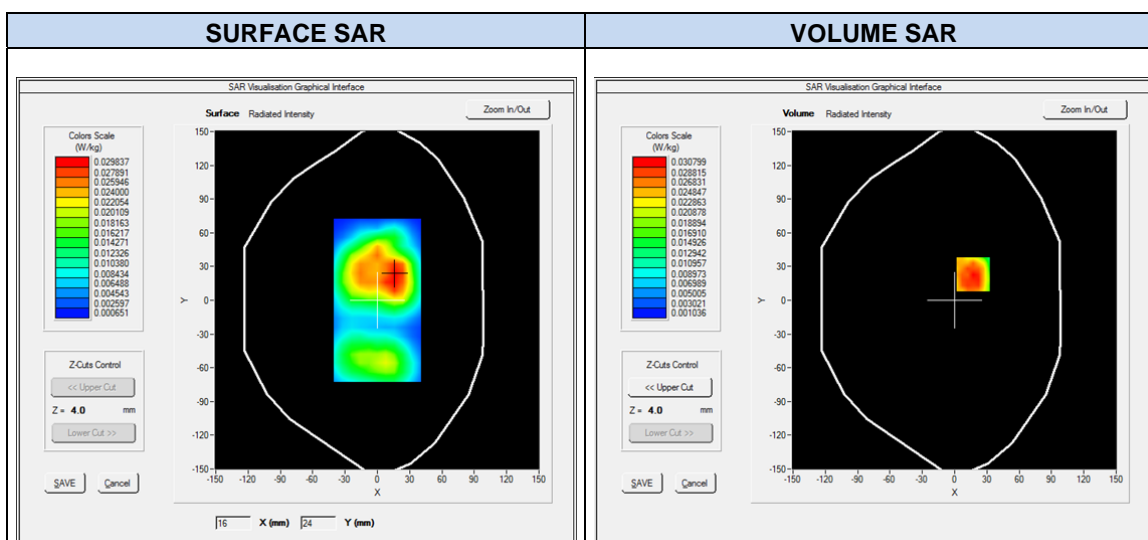 SURFACE SAR
SAR Visualisation Graphical Interface
Surface Radiated Intensity
Zoom In/Out
Colors Scale
(W/kg)
0.029837
0.027891
0.025946
0.024000
0.022054
0.020109
0.018163
0.016217
0.014271
0.012326
0.010380
0.008434
0.006488
0.004543
0.002597
0.000651
Z-Cuts Control
<< Upper Cut
Z = 4.0 mm
Lower Cut >>
SAVE Cancel
150
120
90
60
30
0
-30
-60
-90
-120
-150
Y
-150 -120 -90 -60 -30 0 30 60 90 120 150
X
16 X (mm) 24 Y (mm)
VOLUME SAR
SAR Visualisation Graphical Interface
Volume Radiated Intensity
Zoom In/Out
Colors Scale
(W/kg)
0.030799
0.028815
0.026831
0.024847
0.022863
0.020878
0.018894
0.016910
0.014926
0.012942
0.010957
0.008973
0.006989
0.005005
0.003021
0.001036
Z-Cuts Control
<< Upper Cut
Z = 4.0 mm
Lower Cut >>
SAVE Cancel
150
120
90
60
30
0
-30
-60
-90
-120
-150
Y
-150 -120 -90 -60 -30 0 30 60 90 120 150
X